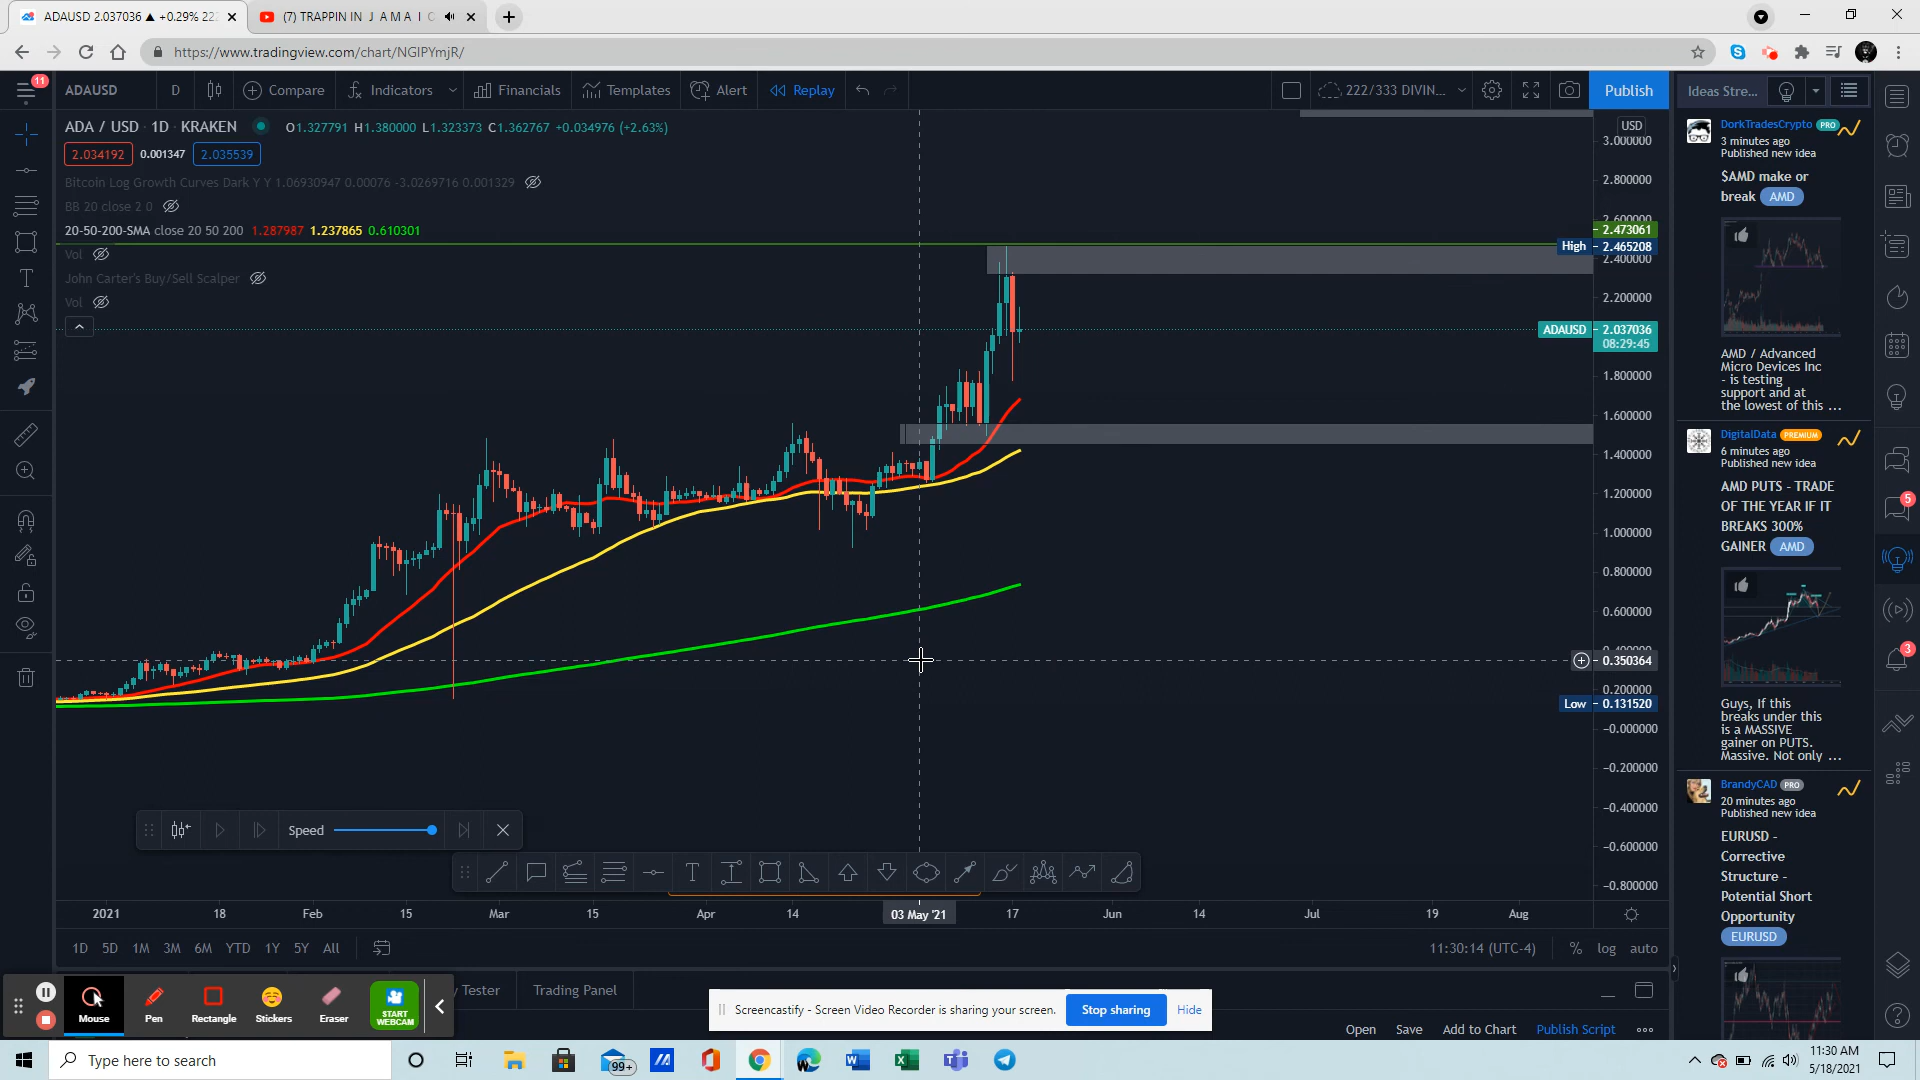 ADAUSD 2.037036 ▲ +0.29% 222
(7) TRAPPIN IN J A M A I C
https://www.tradingview.com/chart/NGIPYmjR/
11
ADAUSD
D
Compare
Indicators
Financials
Templates
Alert
Replay
222/333 DIVIN...
Publish
ADA / USD · 1D · KRAKEN
O1.327791 H1.380000 L1.323373 C1.362767 +0.034976 (+2.63%)
2.034192
0.001347
2.035539
Bitcoin Log Growth Curves Dark Y Y 1.06930947 0.00076 -3.0269716 0.001329
BB 20 close 2 0
20-50-200-SMA close 20 50 200 1.287987 1.237865 0.610301
Vol
John Carter's Buy/Sell Scalper
Vol
USD
3.000000
2.800000
2.600000
2.473061
High
2.465208
2.400000
2.200000
ADAUSD
2.037036
08:29:45
1.800000
1.600000
1.400000
1.200000
1.000000
0.800000
0.600000
0.400000
0.350364
0.200000
Low
0.131520
−0.000000
−0.200000
−0.400000
−0.600000
−0.800000
Speed
2021
18
Feb
15
Mar
15
Apr
14
03 May '21
17
Jun
14
Jul
19
Aug
1D
5D
1M
3M
6M
YTD
1Y
5Y
All
11:30:14 (UTC-4)
%
log
auto
y Tester
Trading Panel
Open
Save
Add to Chart
Publish Script
Ideas Stre...
DorkTradesCrypto PRO
3 minutes ago
Published new idea
$AMD make or
break AMD
AMD / Advanced
Micro Devices Inc
- is testing
support and at
the lowest of this ...
DigitalData PREMIUM
6 minutes ago
Published new idea
AMD PUTS - TRADE
OF THE YEAR IF IT
BREAKS 300%
GAINER AMD
Guys, If this
breaks under this
is a MASSIVE
gainer on PUTS.
Massive. Not only ...
BrandyCAD PRO
20 minutes ago
Published new idea
EURUSD -
Corrective
Structure -
Potential Short
Opportunity
EURUSD
5
3
Mouse
Pen
Rectangle
Stickers
Eraser
START
WEBCAM
Screencastify - Screen Video Recorder is sharing your screen.
Stop sharing
Hide
Type here to search
99+
11:30 AM
5/18/2021